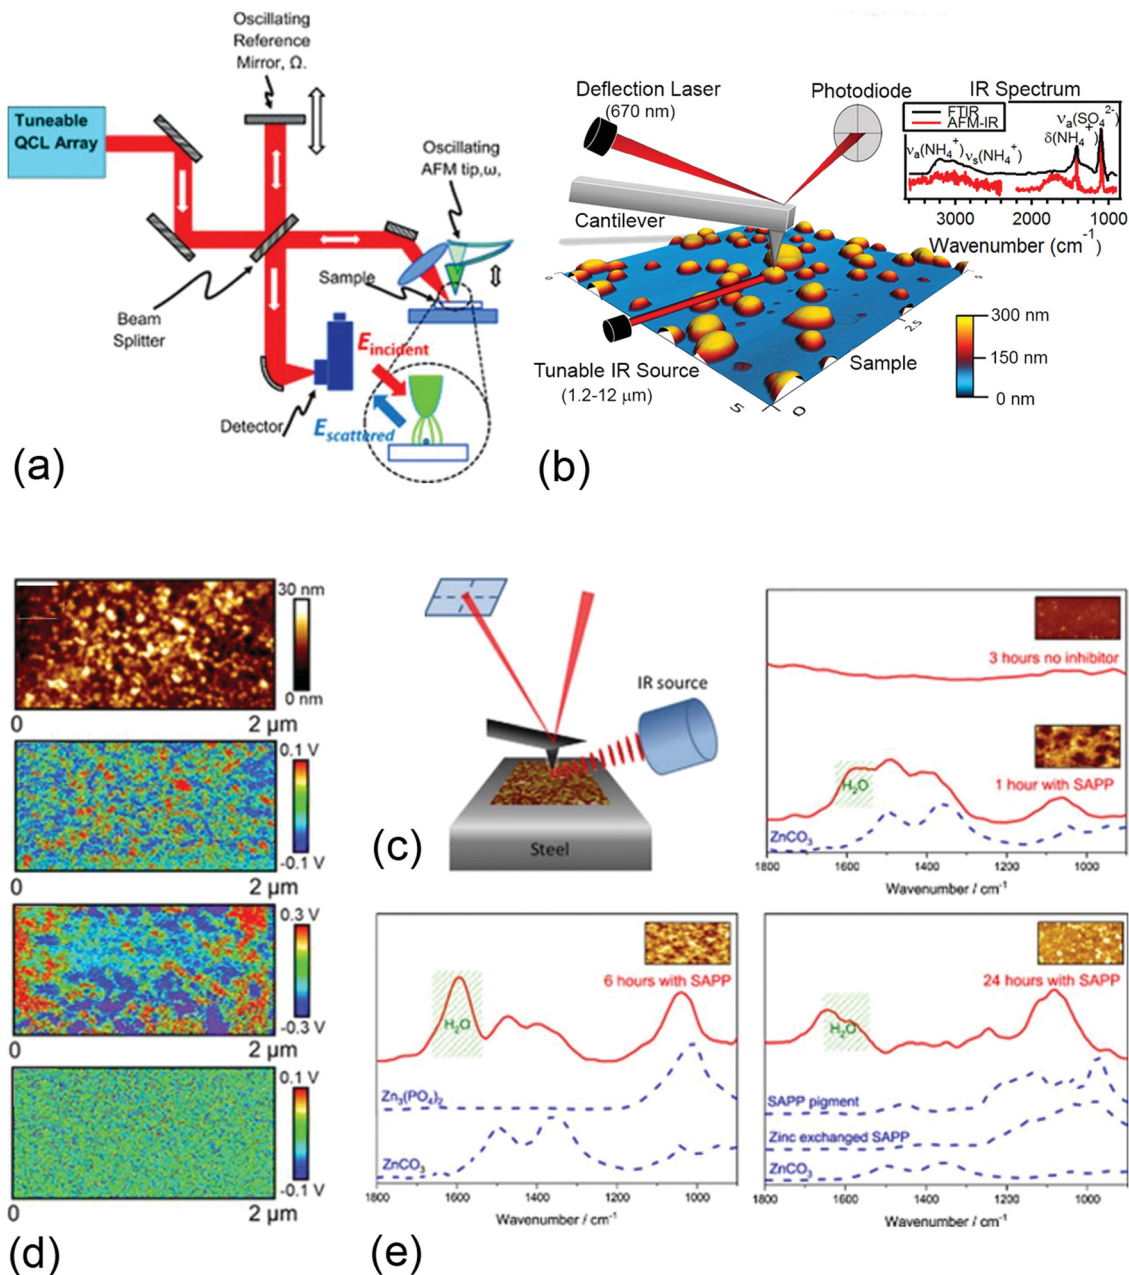 Oscillating
Reference
Mirror, Ω.
Tuneable
QCL Array
Oscillating
AFM tip,ω,
Sample
Beam
Splitter
Detector
E incident
E scattered
(a)
Deflection Laser
(670 nm)
Photodiode
IR Spectrum
FTIR
AFM-IR
νa(SO4 2-)
δ(NH4 +)
νa(NH4+)
νs(NH4+)
3000
2000
1000
Wavenumber (cm-1)
Cantilever
Tunable IR Source
(1.2-12 µm)
Sample
5
2.5
5
0
300 nm
150 nm
0 nm
(b)
30 nm
0 nm
0
2 µm
0.1 V
-0.1 V
0
2 µm
0.3 V
-0.3 V
0
2 µm
0.1 V
-0.1 V
0
2 µm
(d)
IR source
Steel
(c)
3 hours no inhibitor
1 hour with SAPP
H2O
ZnCO3
1800 1600 1400 1200 1000
Wavenumber / cm-1
6 hours with SAPP
H2O
Zn3(PO4)2
ZnCO3
1800 1600 1400 1200 1000
Wavenumber / cm-1
24 hours with SAPP
H2O
SAPP pigment
Zinc exchanged SAPP
ZnCO3
1800 1600 1400 1200 1000
Wavenumber / cm-1
(e)